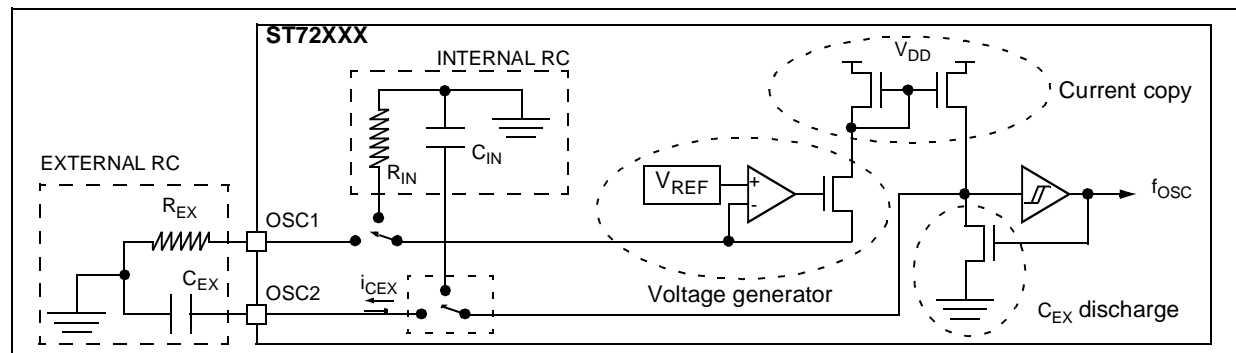 ST72XXX
INTERNAL RC
V_DD
Current copy
C_IN
R_IN
EXTERNAL RC
V_REF
+
-
f_OSC
R_EX
OSC1
C_EX
OSC2
i_CEX
Voltage generator
C_EX discharge